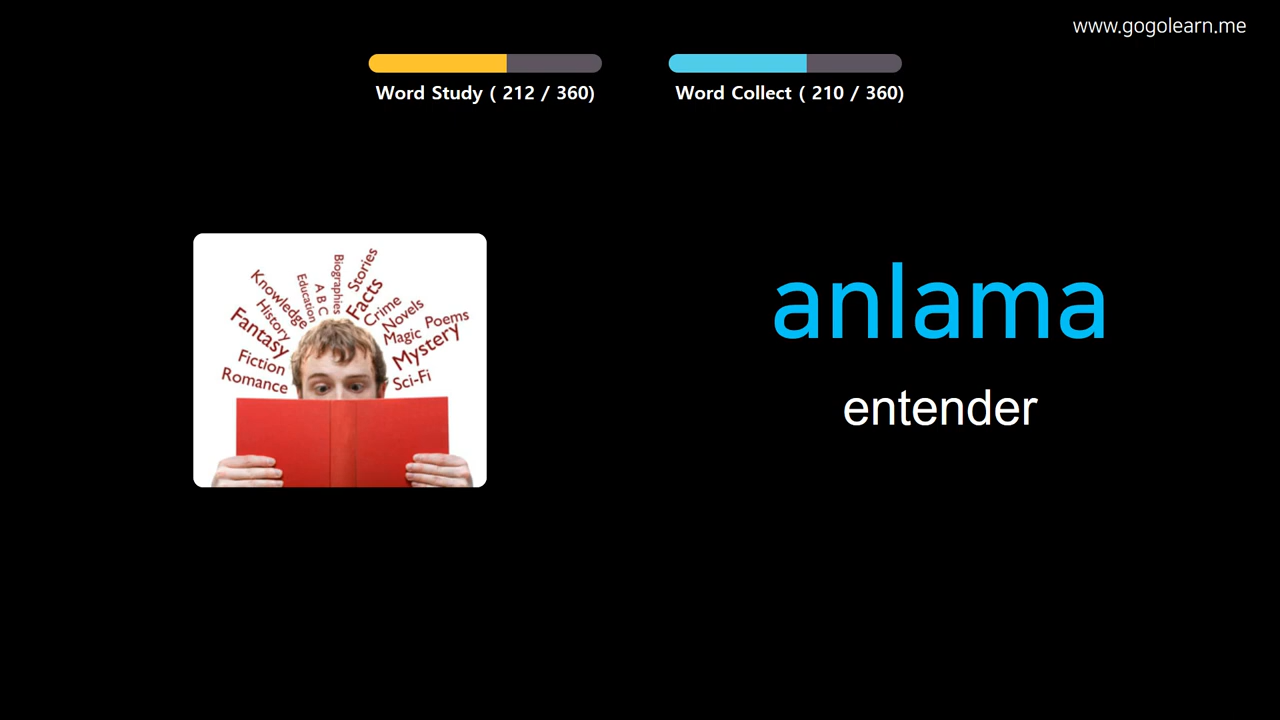 www.gogolearn.me
Word Study ( 212 / 360)
Word Collect ( 210 / 360)
Knowledge
History
Fantasy
Fiction
Romance
Education
A B C
Biographies
Stories
Facts
Crime
Novels
Magic
Poems
Mystery
Sci-Fi
anlama
entender